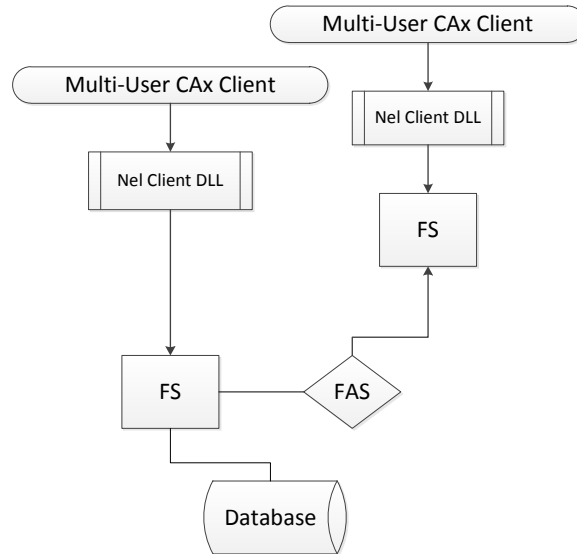 Multi-User CAx Client
Multi-User CAx Client
Nel Client DLL
Nel Client DLL
FS
FS
FAS
Database